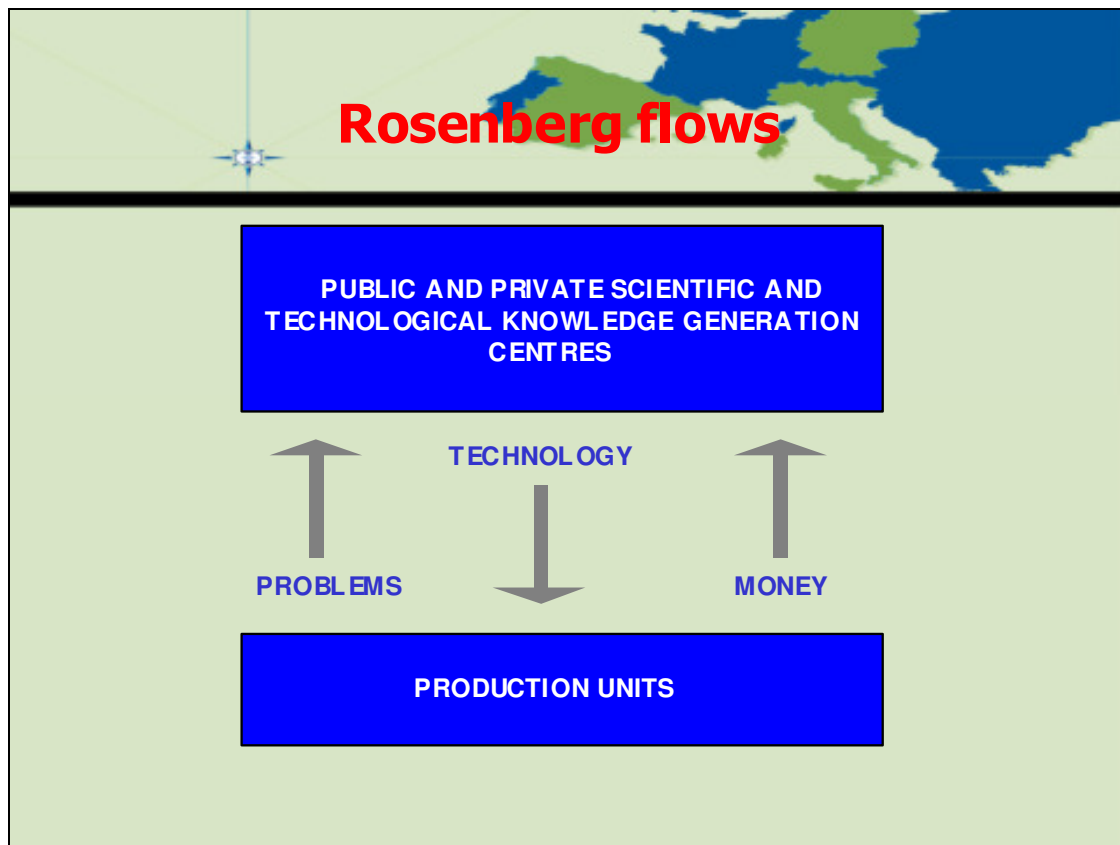 Rosenberg flows
PUBLIC AND PRIVATE SCIENTIFIC AND
TECHNOLOGICAL KNOWLEDGE GENERATION
CENTRES
TECHNOLOGY
PROBLEMS
MONEY
PRODUCTION UNITS